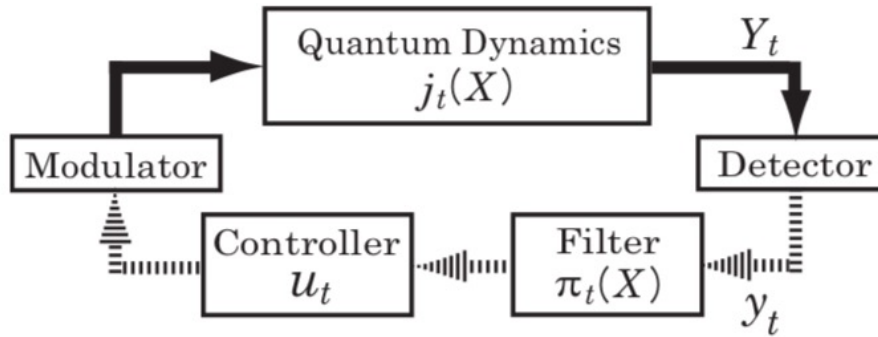 Quantum Dynamics
j_t(X)
Y_t
Modulator
Detector
Controller
u_t
Filter
π_t(X)
y_t